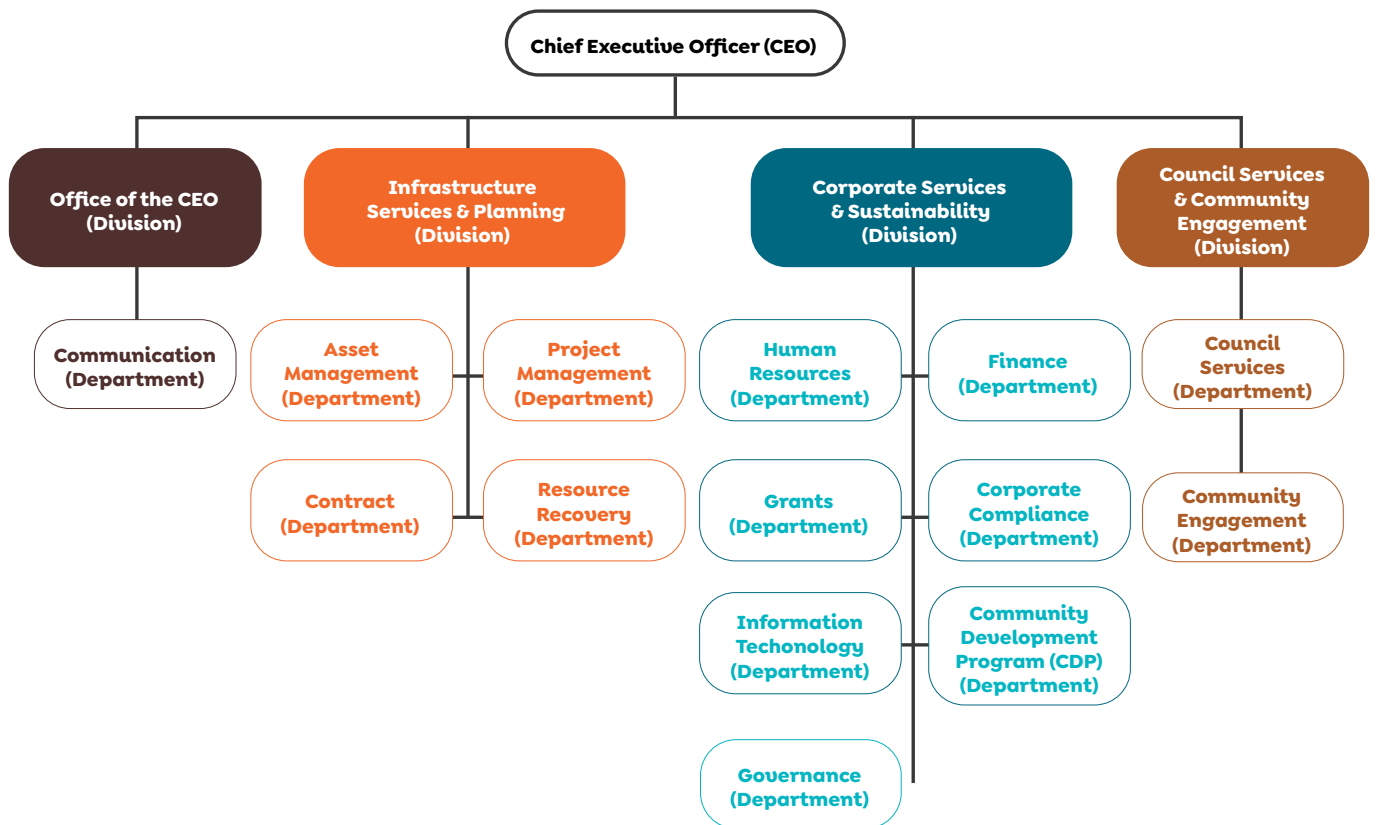 Chief Executive Officer (CEO)
Office of the CEO
(Division)
Infrastructure
Services & Planning
(Division)
Corporate Services
& Sustainability
(Division)
Council Services
& Community
Engagement
(Division)
Communication
(Department)
Asset
Management
(Department)
Project
Management
(Department)
Human
Resources
(Department)
Finance
(Department)
Council
Services
(Department)
Contract
(Department)
Resource
Recovery
(Department)
Grants
(Department)
Corporate
Compliance
(Department)
Community
Engagement
(Department)
Information
Techonology
(Department)
Community
Development
Program (CDP)
(Department)
Governance
(Department)